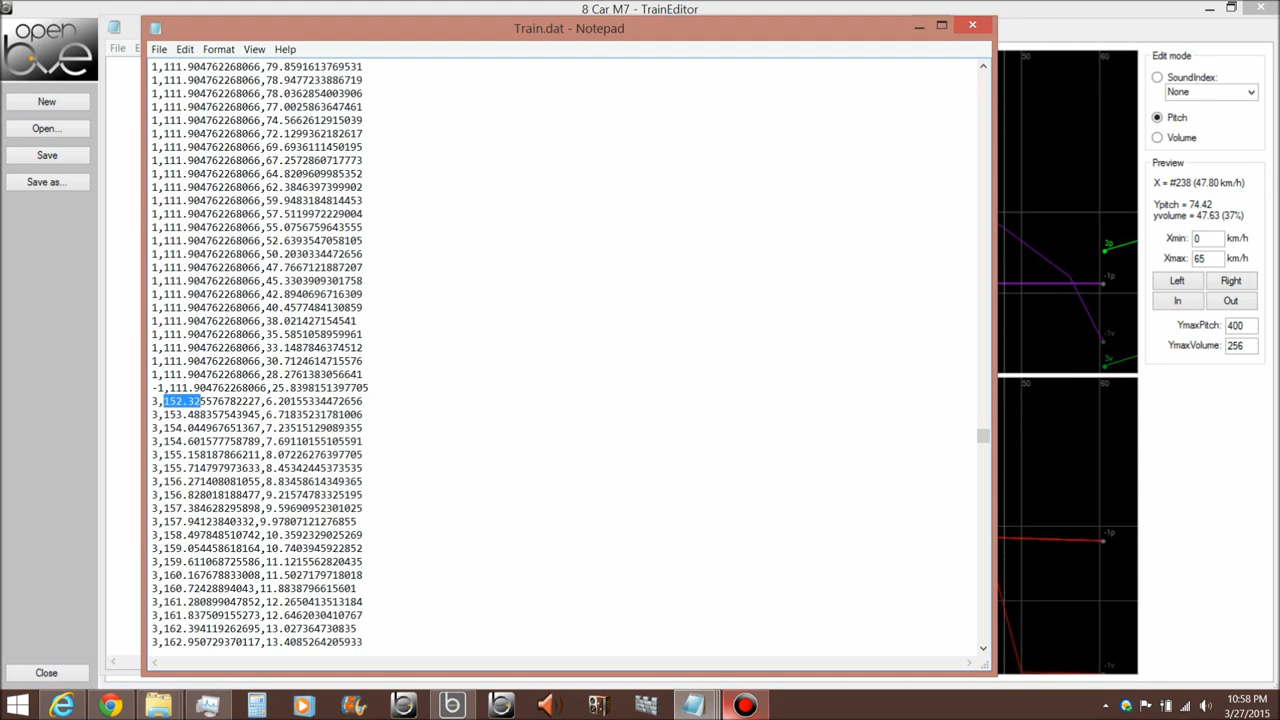 8 Car M7 - TrainEditor
open
bve
New
Open...
Save
Save as...
Close
File
E
Train.dat - Notepad
File Edit Format View Help
1,111.904762268066,79.8591613769531
1,111.904762268066,78.9477233886719
1,111.904762268066,78.0362854003906
1,111.904762268066,77.0025863647461
1,111.904762268066,74.5662612915039
1,111.904762268066,72.1299362182617
1,111.904762268066,69.6936111450195
1,111.904762268066,67.2572860717773
1,111.904762268066,64.8209609985352
1,111.904762268066,62.3846397399902
1,111.904762268066,59.9483184814453
1,111.904762268066,57.5119972229004
1,111.904762268066,55.0756759643555
1,111.904762268066,52.6393547058105
1,111.904762268066,50.2030334472656
1,111.904762268066,47.7667121887207
1,111.904762268066,45.3303909301758
1,111.904762268066,42.8940696716309
1,111.904762268066,40.4577484130859
1,111.904762268066,38.021427154541
1,111.904762268066,35.5851058959961
1,111.904762268066,33.1487846374512
1,111.904762268066,30.7124614715576
1,111.904762268066,28.2761383056641
-1,111.904762268066,25.8398151397705
3,152.325576782227,6.20155334472656
3,153.488357543945,6.71835231781006
3,154.044967651367,7.23515129089355
3,154.601577758789,7.69110155105591
3,155.158187866211,8.07226276397705
3,155.714797973633,8.45342445373535
3,156.271408081055,8.83458614349365
3,156.828018188477,9.21574783325195
3,157.384628295898,9.59690952301025
3,157.94123840332,9.97807121276855
3,158.497848510742,10.3592329025269
3,159.054458618164,10.7403945922852
3,159.611068725586,11.1215562820435
3,160.167678833008,11.5027179718018
3,160.72428894043,11.8838796615601
3,161.280899047852,12.2650413513184
3,161.837509155273,12.6462030410767
3,162.394119262695,13.027364730835
3,162.950729370117,13.4085264205933
50 60
3p
-1p
-1v
3v
50 60
-1p
-1v
Edit mode
SoundIndex:
None
Pitch
Volume
Preview
X = #238 (47.80 km/h)
Ypitch = 74.42
yvolume = 47.63 (37%)
Xmin: 0 km/h
Xmax: 65 km/h
Left Right
In Out
YmaxPitch: 400
YmaxVolume: 256
10:58 PM
3/27/2015